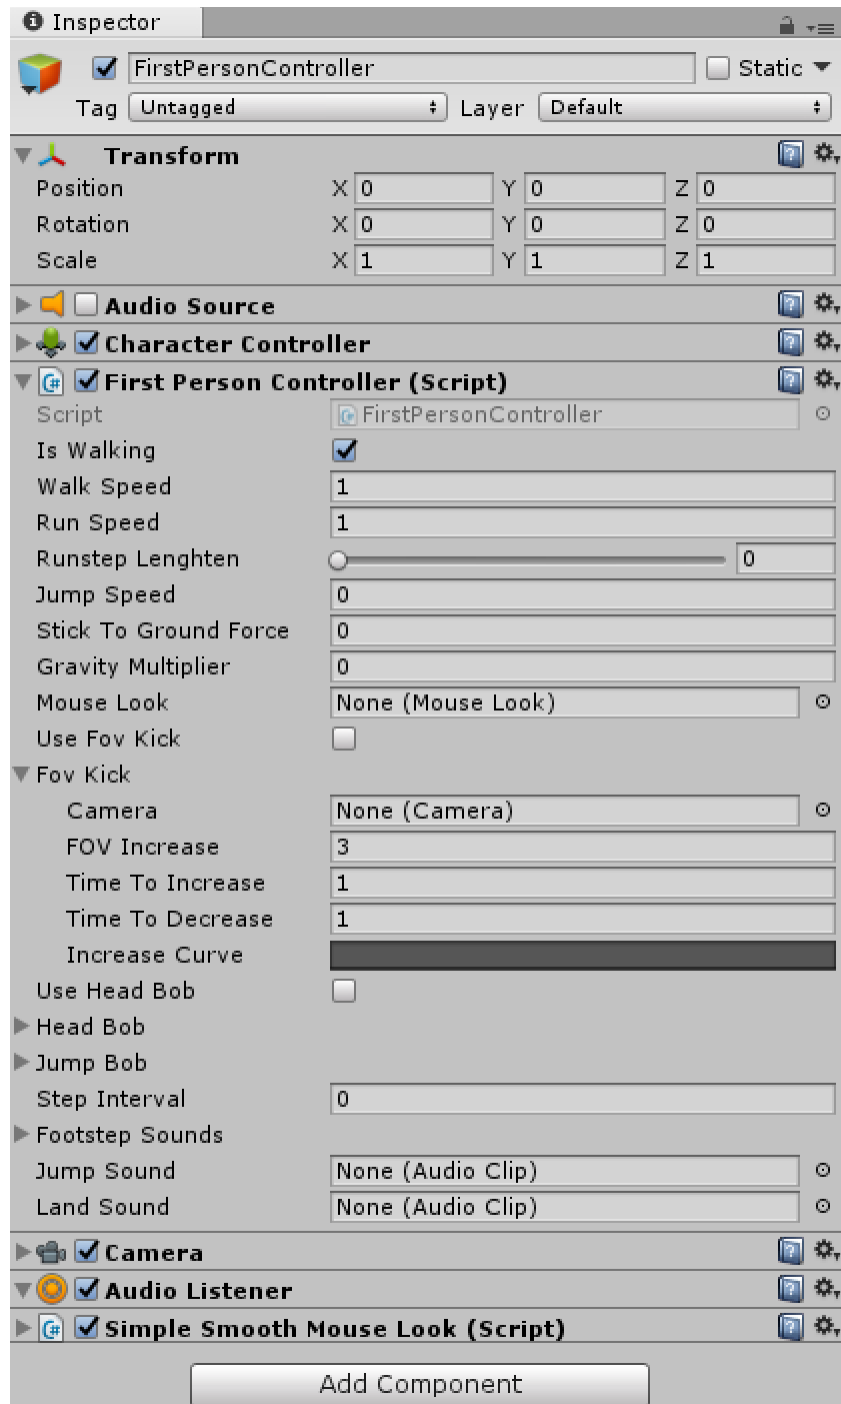 Inspector
FirstPersonController Static
Tag Untagged Layer Default
Transform
Position X 0 Y 0 Z 0
Rotation X 0 Y 0 Z 0
Scale X 1 Y 1 Z 1
Audio Source
Character Controller
First Person Controller (Script)
Script FirstPersonController
Is Walking
Walk Speed 1
Run Speed 1
Runstep Lenghten 0
Jump Speed 0
Stick To Ground Force 0
Gravity Multiplier 0
Mouse Look None (Mouse Look)
Use Fov Kick
Fov Kick
Camera None (Camera)
FOV Increase 3
Time To Increase 1
Time To Decrease 1
Increase Curve
Use Head Bob
Head Bob
Jump Bob
Step Interval 0
Footstep Sounds
Jump Sound None (Audio Clip)
Land Sound None (Audio Clip)
Camera
Audio Listener
Simple Smooth Mouse Look (Script)
Add Component